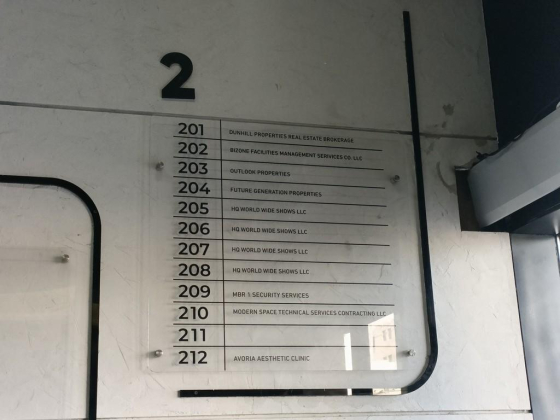 2
201 DUNHILL PROPERTIES REAL ESTATE BROKERAGE
202 BIZONE FACILITIES MANAGEMENT SERVICES CO. LLC
203 OUTLOOK PROPERTIES
204 FUTURE GENERATION PROPERTIES
205 HQ WORLD WIDE SHOWS LLC
206 HQ WORLD WIDE SHOWS LLC
207 HQ WORLD WIDE SHOWS LLC
208 HQ WORLD WIDE SHOWS LLC
209 MBR 1 SECURITY SERVICES
210 MODERN SPACE TECHNICAL SERVICES CONTRACTING LLC
211
212 AVORIA AESTHETIC CLINIC